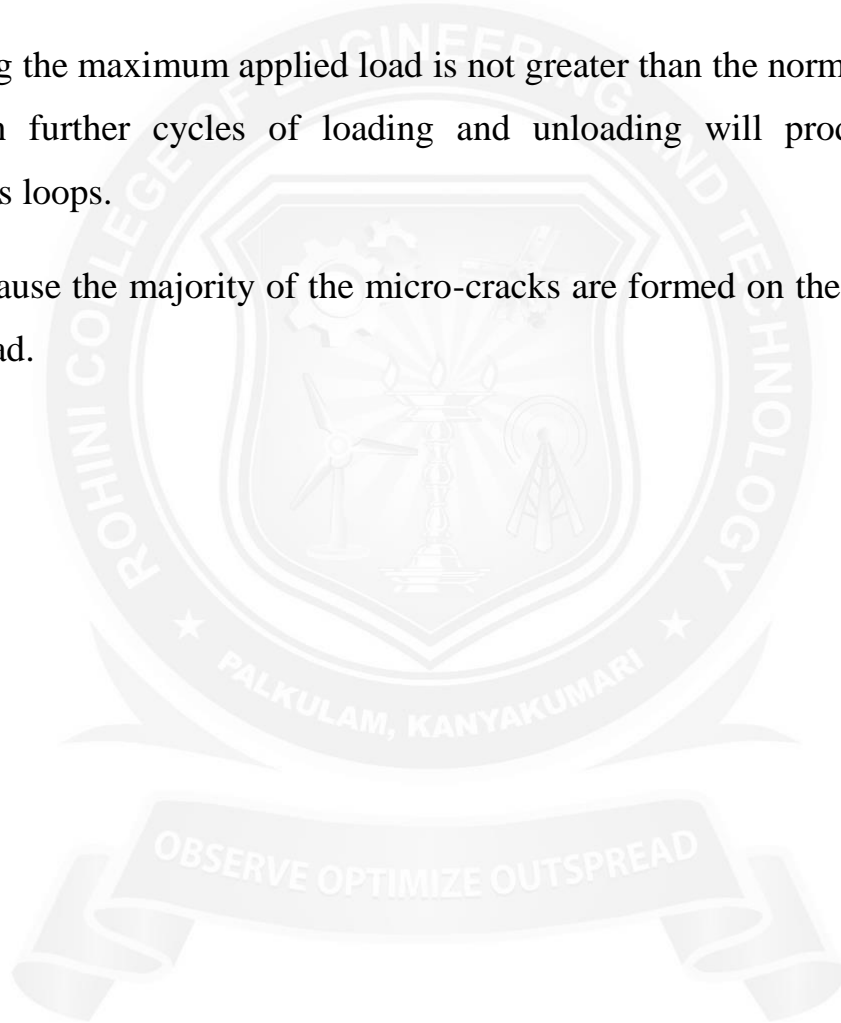 g the maximum applied load is not greater than the norm
n further cycles of loading and unloading will proc
s loops.
ause the majority of the micro-cracks are formed on the
ad.
ROHINI COLLEGE OF ENGINEERING AND TECHNOLOGY
PALKULAM, KANYAKUMARI
OBSERVE OPTIMIZE OUTSPREAD